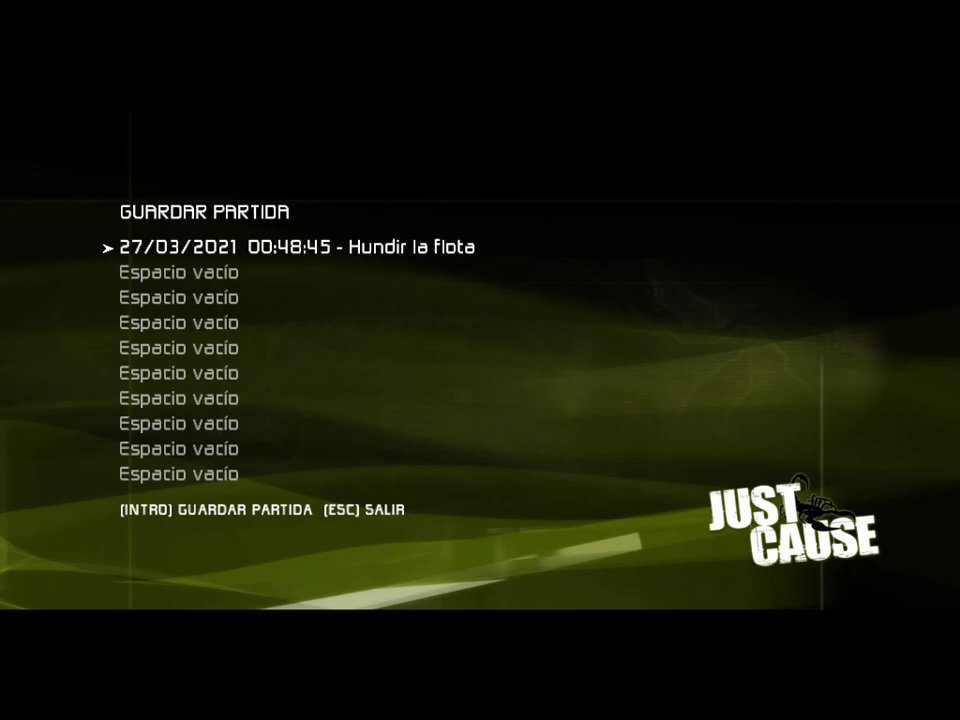 GUARDAR PARTIDA
➤ 27/03/2021 00:48:45 - Hundir la flota
Espacio vacío
Espacio vacío
Espacio vacío
Espacio vacío
Espacio vacío
Espacio vacío
Espacio vacío
Espacio vacío
Espacio vacío
(INTRO) GUARDAR PARTIDA (ESC) SALIR
JUST
CAUSE